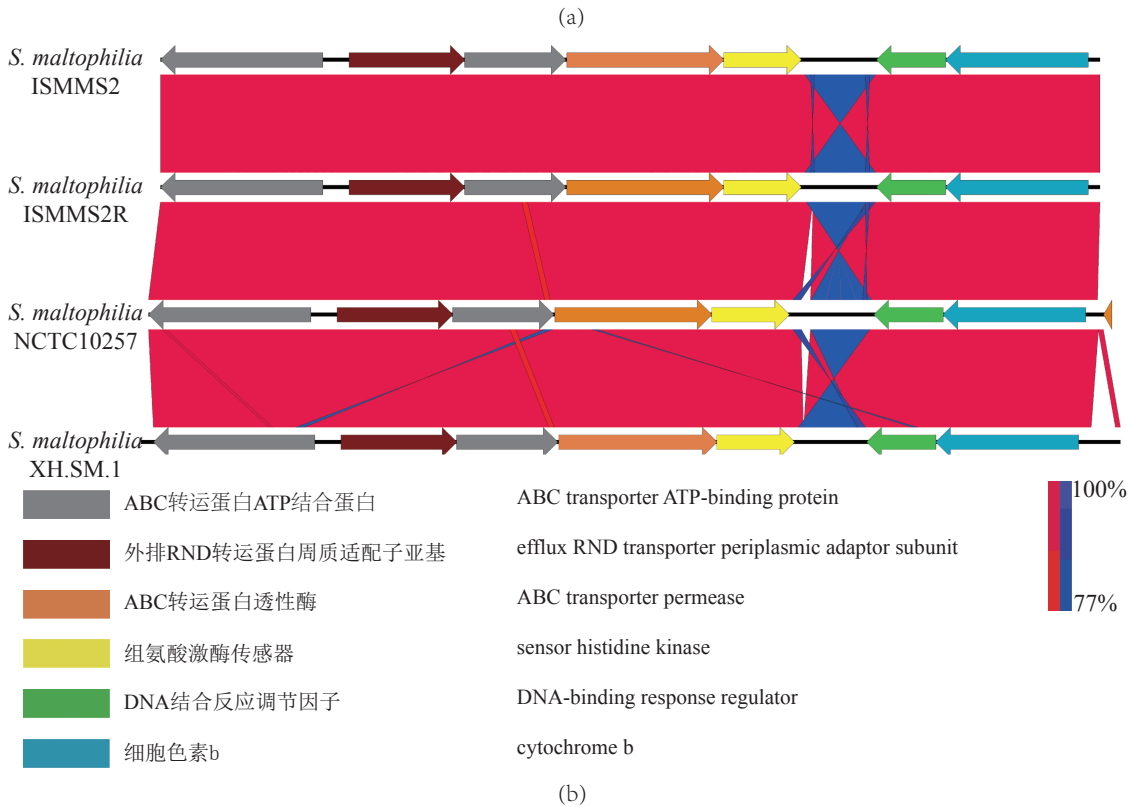 (a)
S. maltophilia
ISMMS2
S. maltophilia
ISMMS2R
S. maltophilia
NCTC10257
S. maltophilia
XH.SM.1
ABC转运蛋白ATP结合蛋白 ABC transporter ATP-binding protein
外排RND转运蛋白周质适配子亚基 efflux RND transporter periplasmic adaptor subunit
ABC转运蛋白透性酶 ABC transporter permease
组氨酸激酶传感器 sensor histidine kinase
DNA结合反应调节因子 DNA-binding response regulator
细胞色素b cytochrome b
100%
77%
(b)